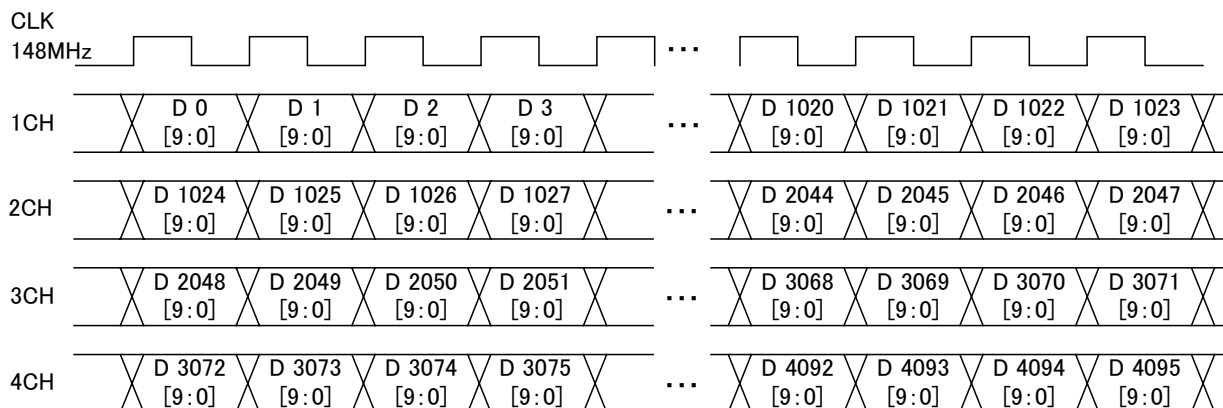 CLK
148MHz
...
1CH
D 0 D 1 D 2 D 3 ... D 1020 D 1021 D 1022 D 1023
[9:0] [9:0] [9:0] [9:0] [9:0] [9:0] [9:0] [9:0]
2CH
D 1024 D 1025 D 1026 D 1027 ... D 2044 D 2045 D 2046 D 2047
[9:0] [9:0] [9:0] [9:0] [9:0] [9:0] [9:0] [9:0]
3CH
D 2048 D 2049 D 2050 D 2051 ... D 3068 D 3069 D 3070 D 3071
[9:0] [9:0] [9:0] [9:0] [9:0] [9:0] [9:0] [9:0]
4CH
D 3072 D 3073 D 3074 D 3075 ... D 4092 D 4093 D 4094 D 4095
[9:0] [9:0] [9:0] [9:0] [9:0] [9:0] [9:0] [9:0]